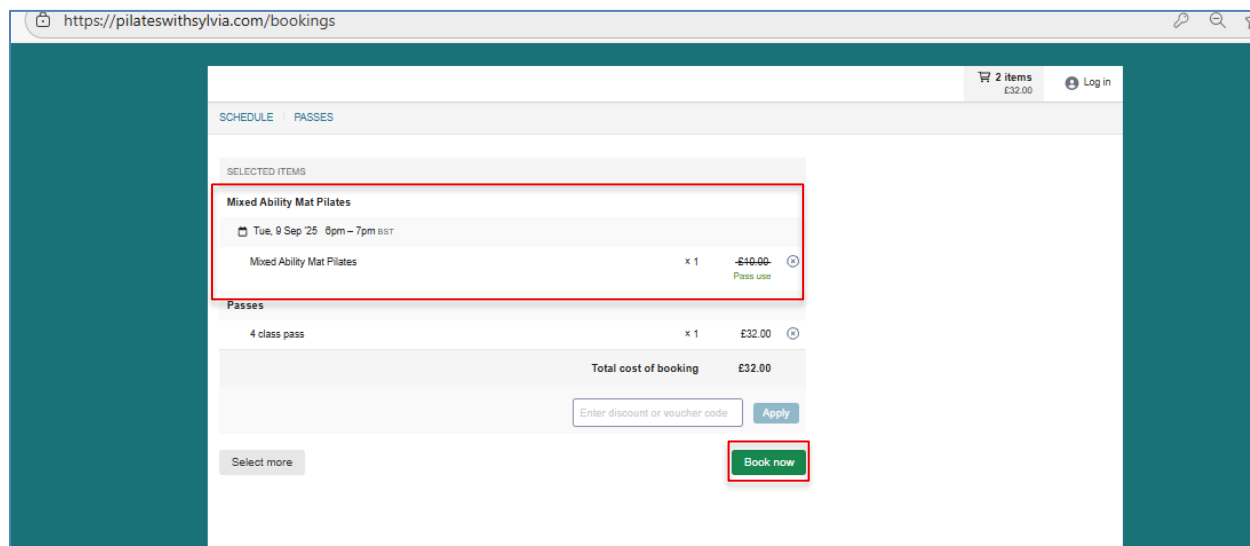 https://pilateswithsylvia.com/bookings
2 items
£32.00
Log in
SCHEDULE PASSES
SELECTED ITEMS
Mixed Ability Mat Pilates
Tue, 9 Sep '25 6pm – 7pm BST
Mixed Ability Mat Pilates × 1 £10.00
Pass use
Passes
4 class pass × 1 £32.00
Total cost of booking £32.00
Enter discount or voucher code Apply
Select more Book now